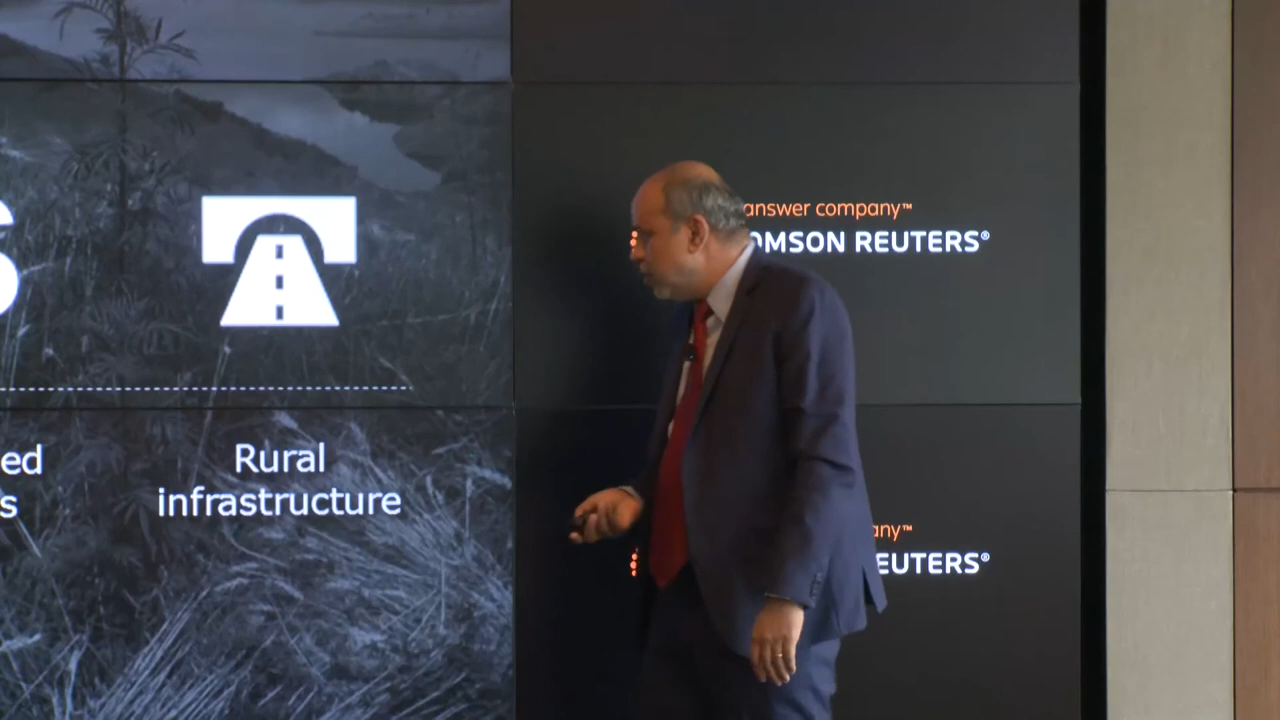 answer company™
OMSON REUTERS®
ed
s
Rural
infrastructure
any™
EUTERS®